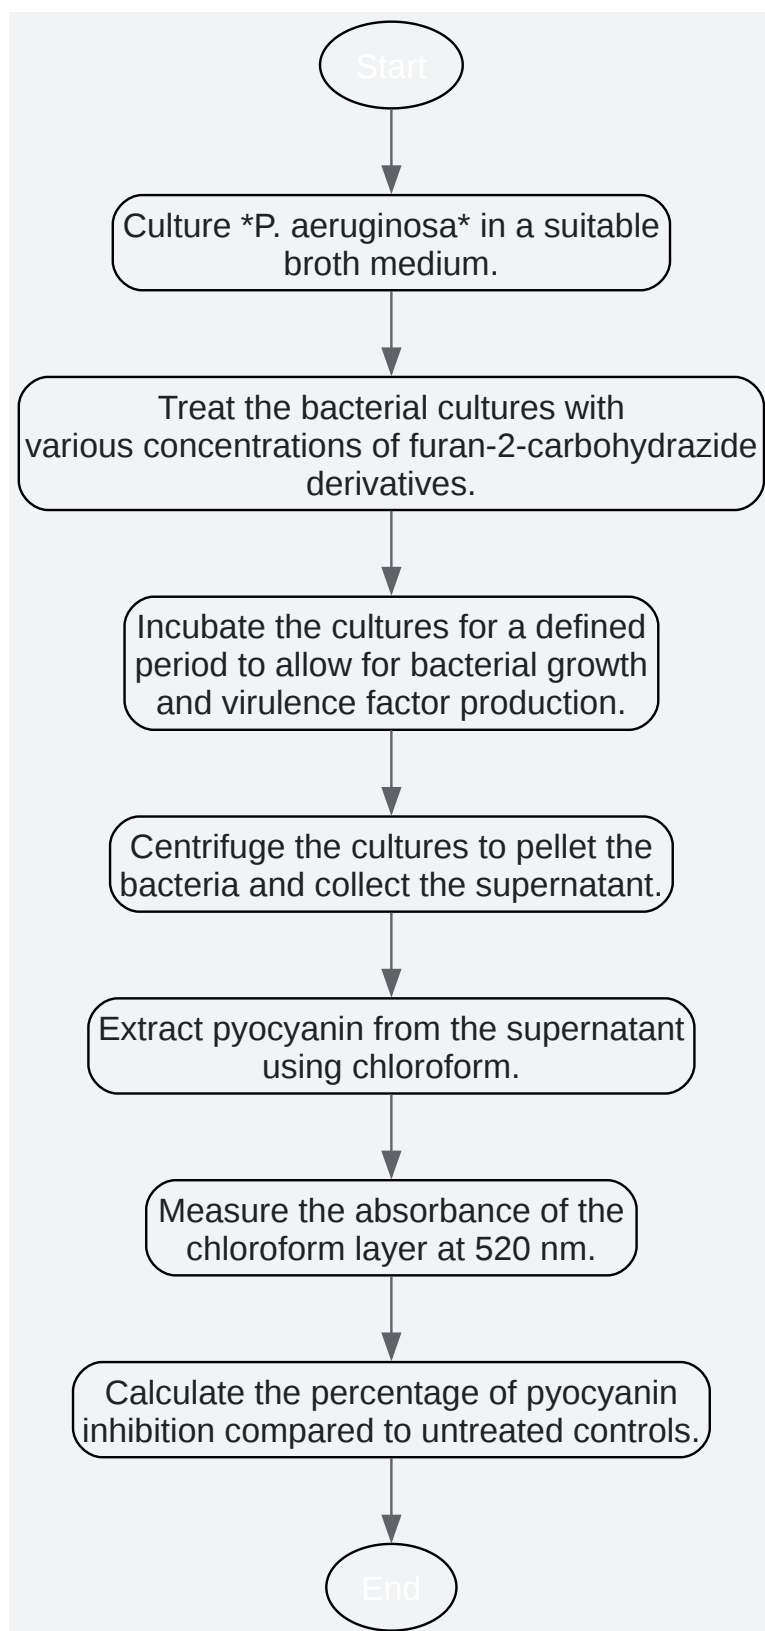 Start
Culture *P. aeruginosa* in a suitable
broth medium.
Treat the bacterial cultures with
various concentrations of furan-2-carbohydrazide
derivatives.
Incubate the cultures for a defined
period to allow for bacterial growth
and virulence factor production.
Centrifuge the cultures to pellet the
bacteria and collect the supernatant.
Extract pyocyanin from the supernatant
using chloroform.
Measure the absorbance of the
chloroform layer at 520 nm.
Calculate the percentage of pyocyanin
inhibition compared to untreated controls.
End